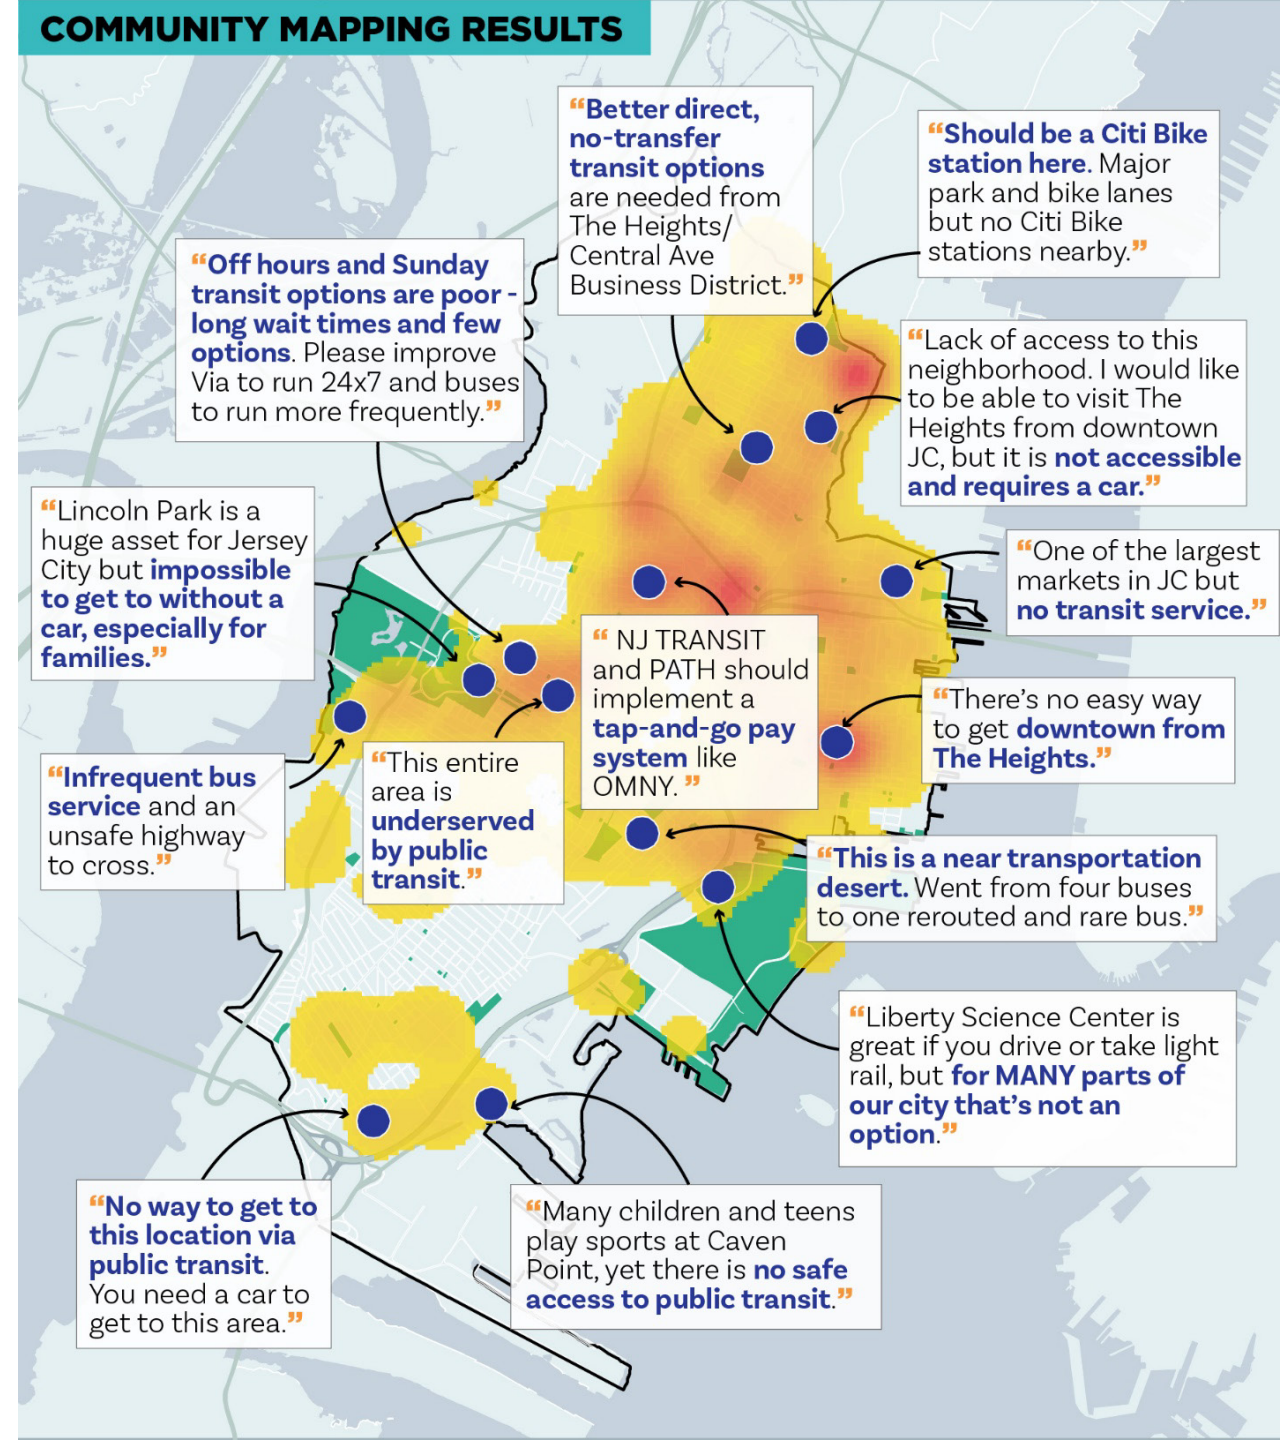 COMMUNITY MAPPING RESULTS
“Better direct,
no-transfer
transit options
are needed from
The Heights/
Central Ave
Business District.”
“Should be a Citi Bike
station here. Major
park and bike lanes
but no Citi Bike
stations nearby.”
“Off hours and Sunday
transit options are poor -
long wait times and few
options. Please improve
Via to run 24x7 and buses
to run more frequently.”
“Lack of access to this
neighborhood. I would like
to be able to visit The
Heights from downtown
JC, but it is not accessible
and requires a car.”
“Lincoln Park is a
huge asset for Jersey
City but impossible
to get to without a
car, especially for
families.”
“One of the largest
markets in JC but
no transit service.”
“ NJ TRANSIT
and PATH should
implement a
tap-and-go pay
system like
OMNY. ”
“There’s no easy way
to get downtown from
The Heights.”
“Infrequent bus
service and an
unsafe highway
to cross.”
“This entire
area is
underserved
by public
transit.”
“This is a near transportation
desert. Went from four buses
to one rerouted and rare bus.”
“Liberty Science Center is
great if you drive or take light
rail, but for MANY parts of
our city that’s not an
option.”
“No way to get to
this location via
public transit.
You need a car to
get to this area.”
“Many children and teens
play sports at Caven
Point, yet there is no safe
access to public transit.”